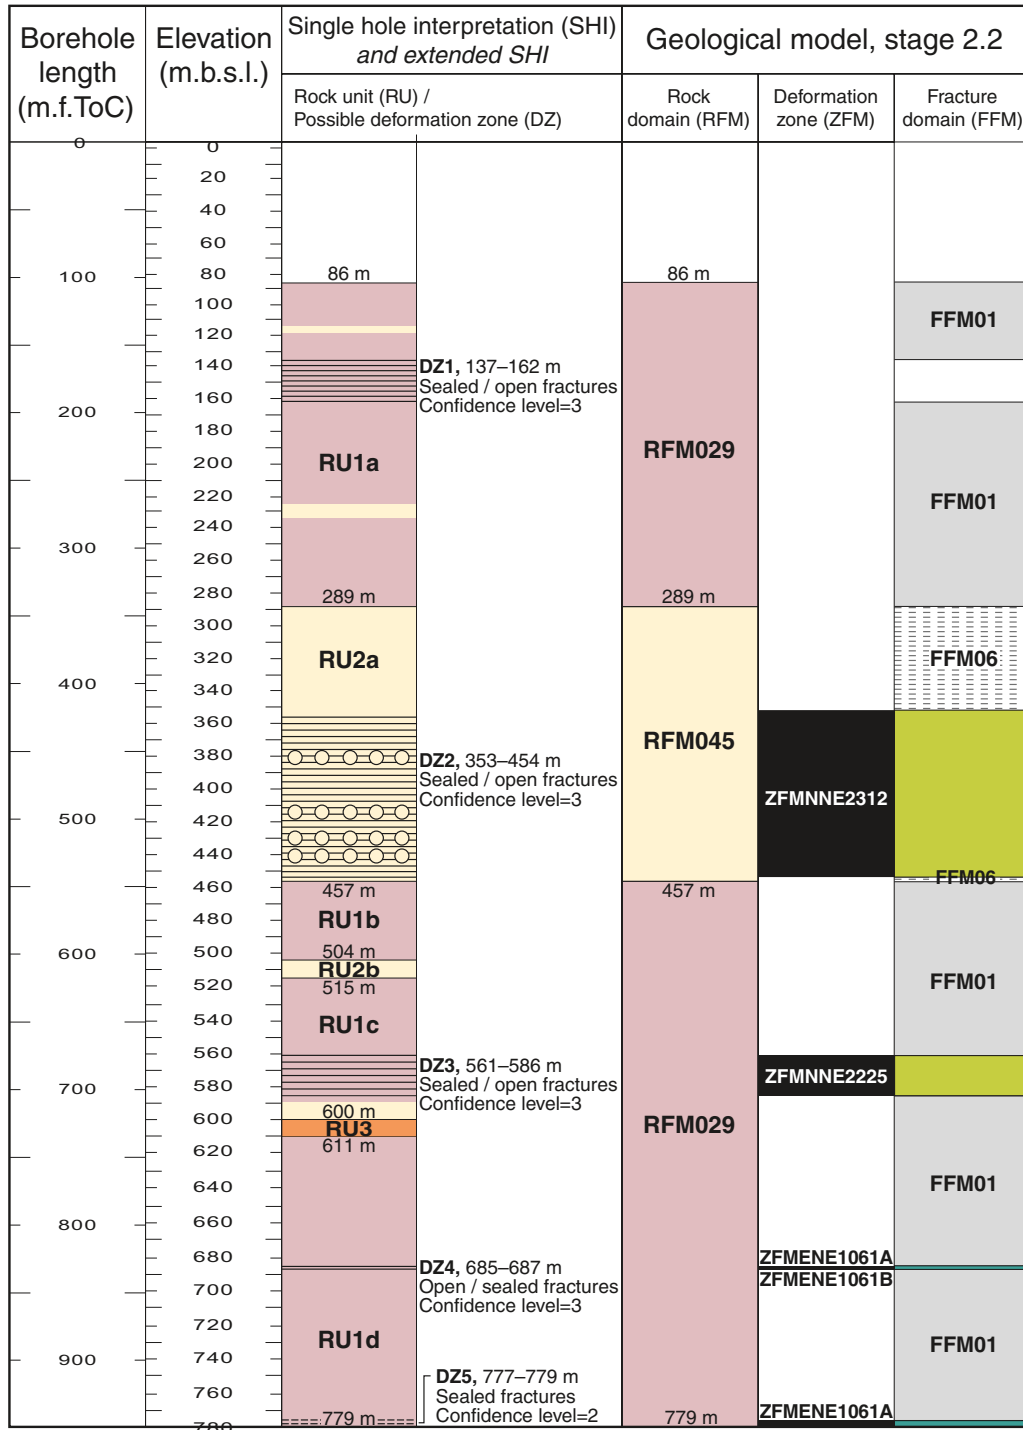 Borehole
length
(m.f.ToC)
Elevation
(m.b.s.l.)
Single hole interpretation (SHI)
and extended SHI
Geological model, stage 2.2
Rock unit (RU) /
Possible deformation zone (DZ)
Rock
domain (RFM)
Deformation
zone (ZFM)
Fracture
domain (FFM)
0
100
200
300
400
500
600
700
800
900
0
20
40
60
80
100
120
140
160
180
200
220
240
260
280
300
320
340
360
380
400
420
440
460
480
500
520
540
560
580
600
620
640
660
680
700
720
740
760
780
86 m
RU1a
289 m
RU2a
457 m
RU1b
504 m
RU2b
515 m
RU1c
600 m
RU3
611 m
RU1d
779 m
DZ1, 137–162 m
Sealed / open fractures
Confidence level=3
DZ2, 353–454 m
Sealed / open fractures
Confidence level=3
DZ3, 561–586 m
Sealed / open fractures
Confidence level=3
DZ4, 685–687 m
Open / sealed fractures
Confidence level=3
DZ5, 777–779 m
Sealed fractures
Confidence level=2
86 m
RFM029
289 m
RFM045
457 m
RFM029
779 m
ZFMNNE2312
ZFMNNE2225
ZFMENE1061A
ZFMENE1061B
ZFMENE1061A
FFM01
FFM01
FFM06
FFM06
FFM01
FFM01
FFM01